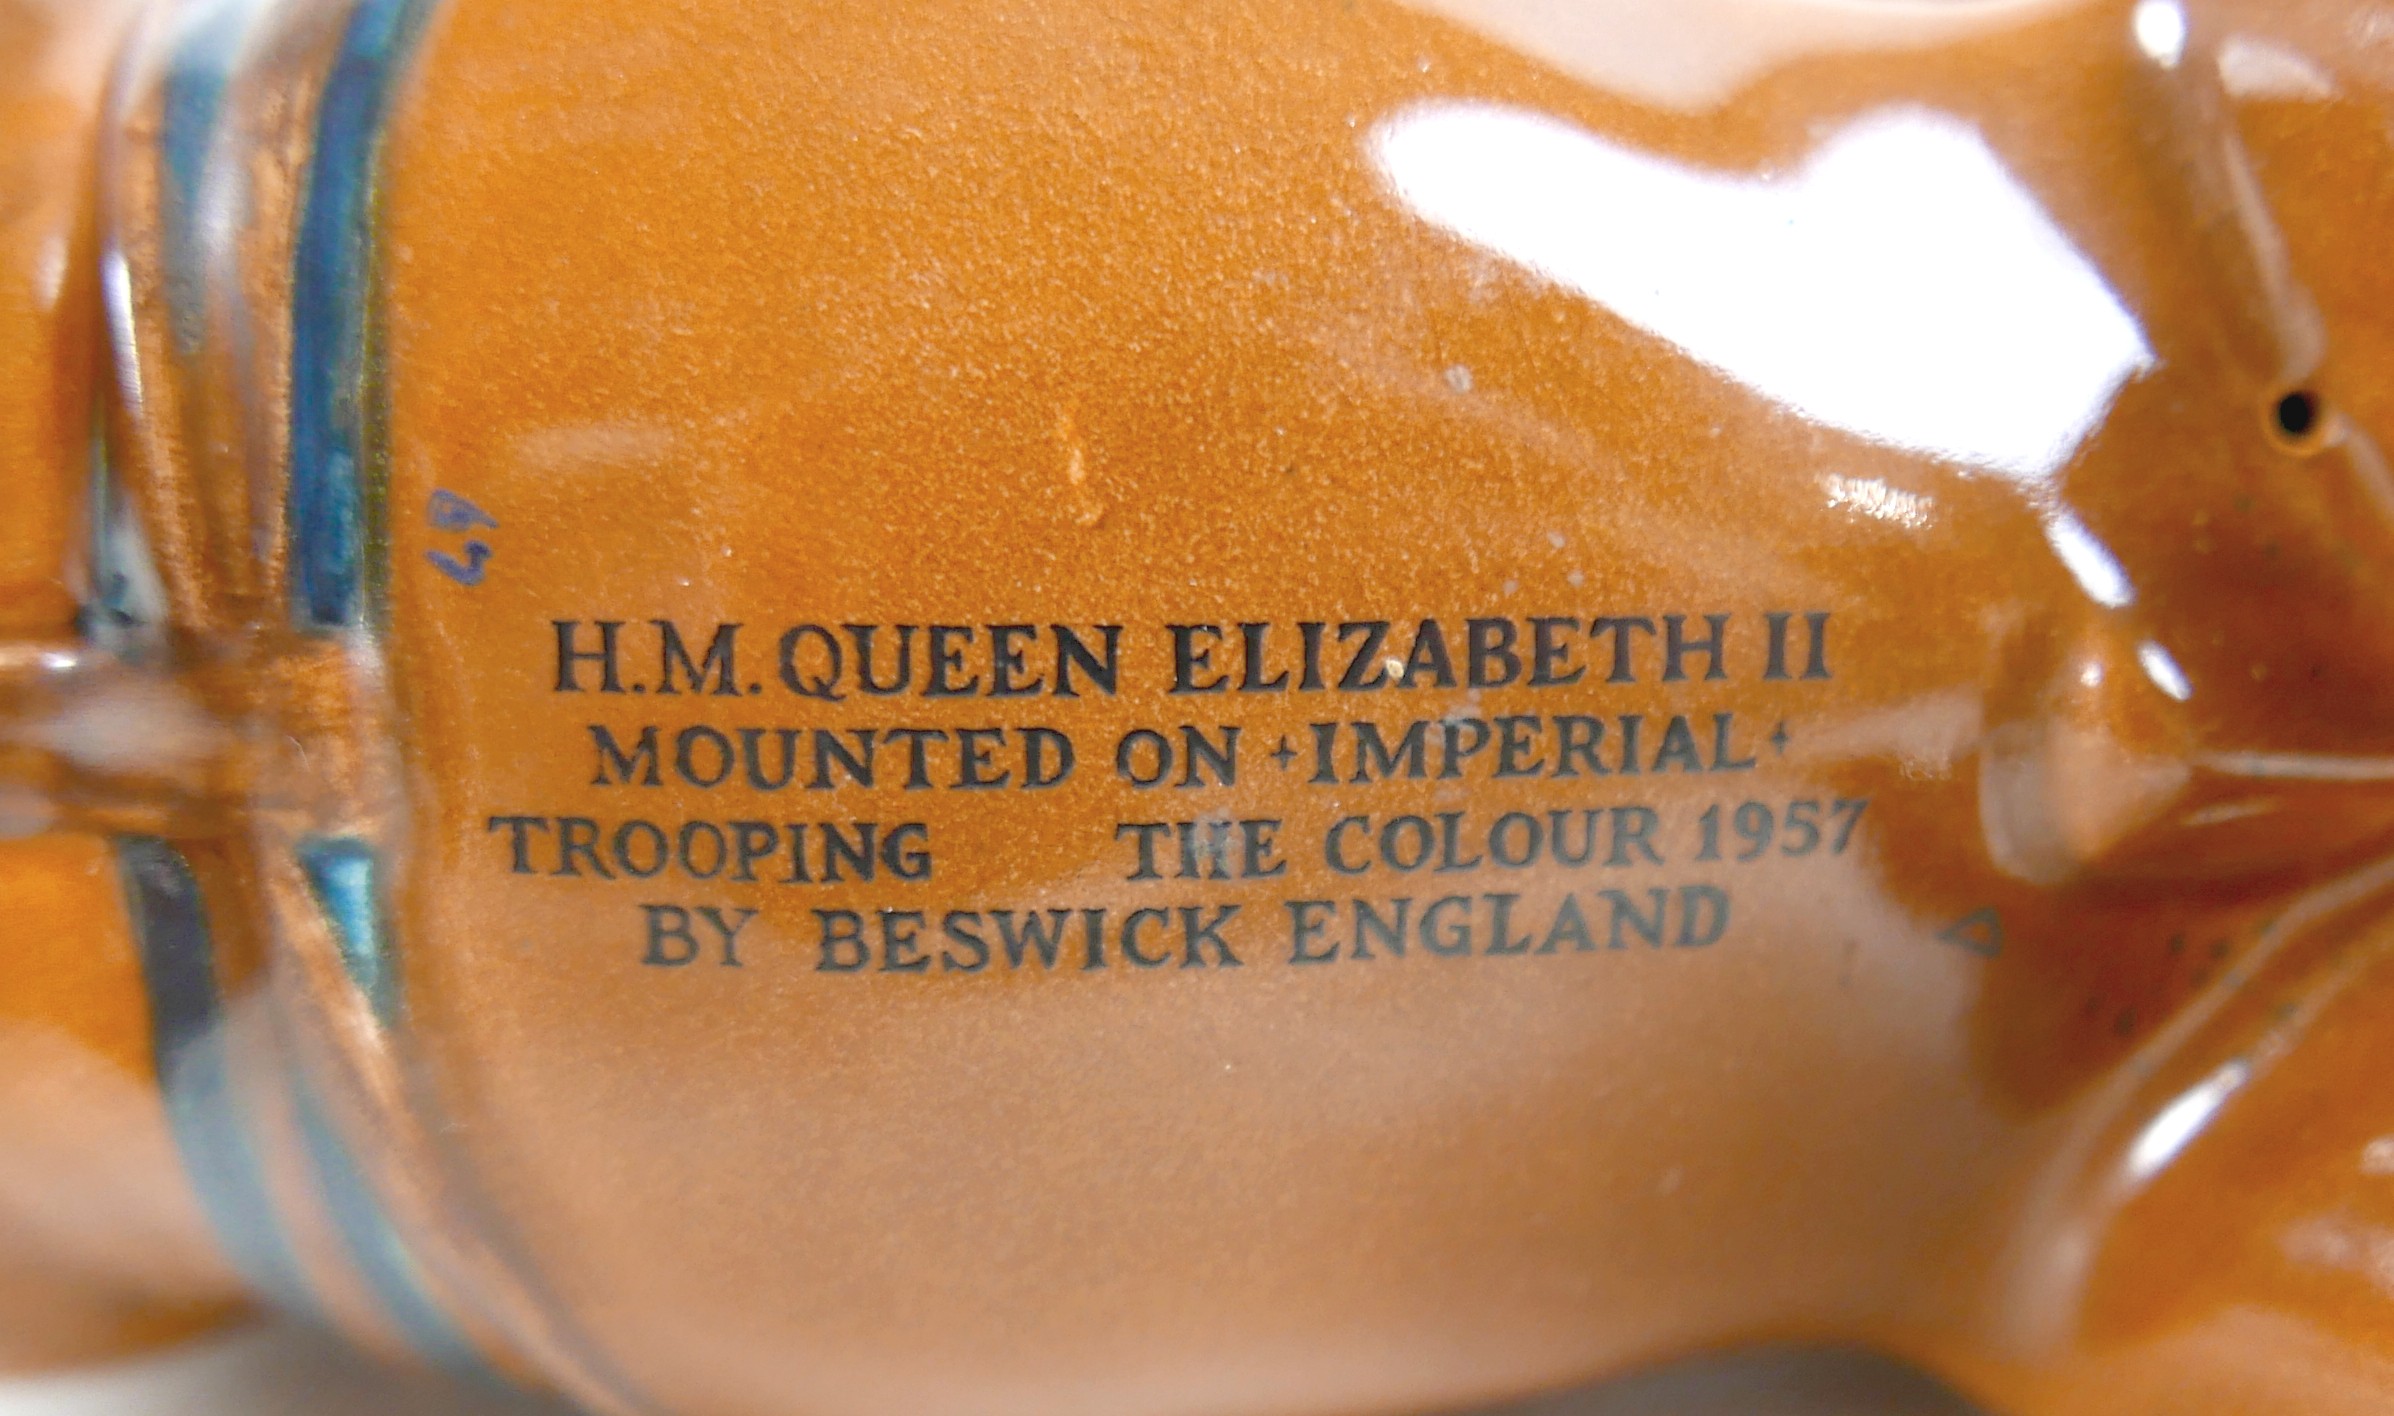 H.M. QUEEN ELIZABETH II
MOUNTED ON +IMPERIAL+
TROOPING THE COLOUR 1957
BY BESWICK ENGLAND